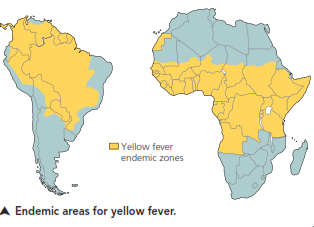 Yellow fever
endemic zones
▲ Endemic areas for yellow fever.